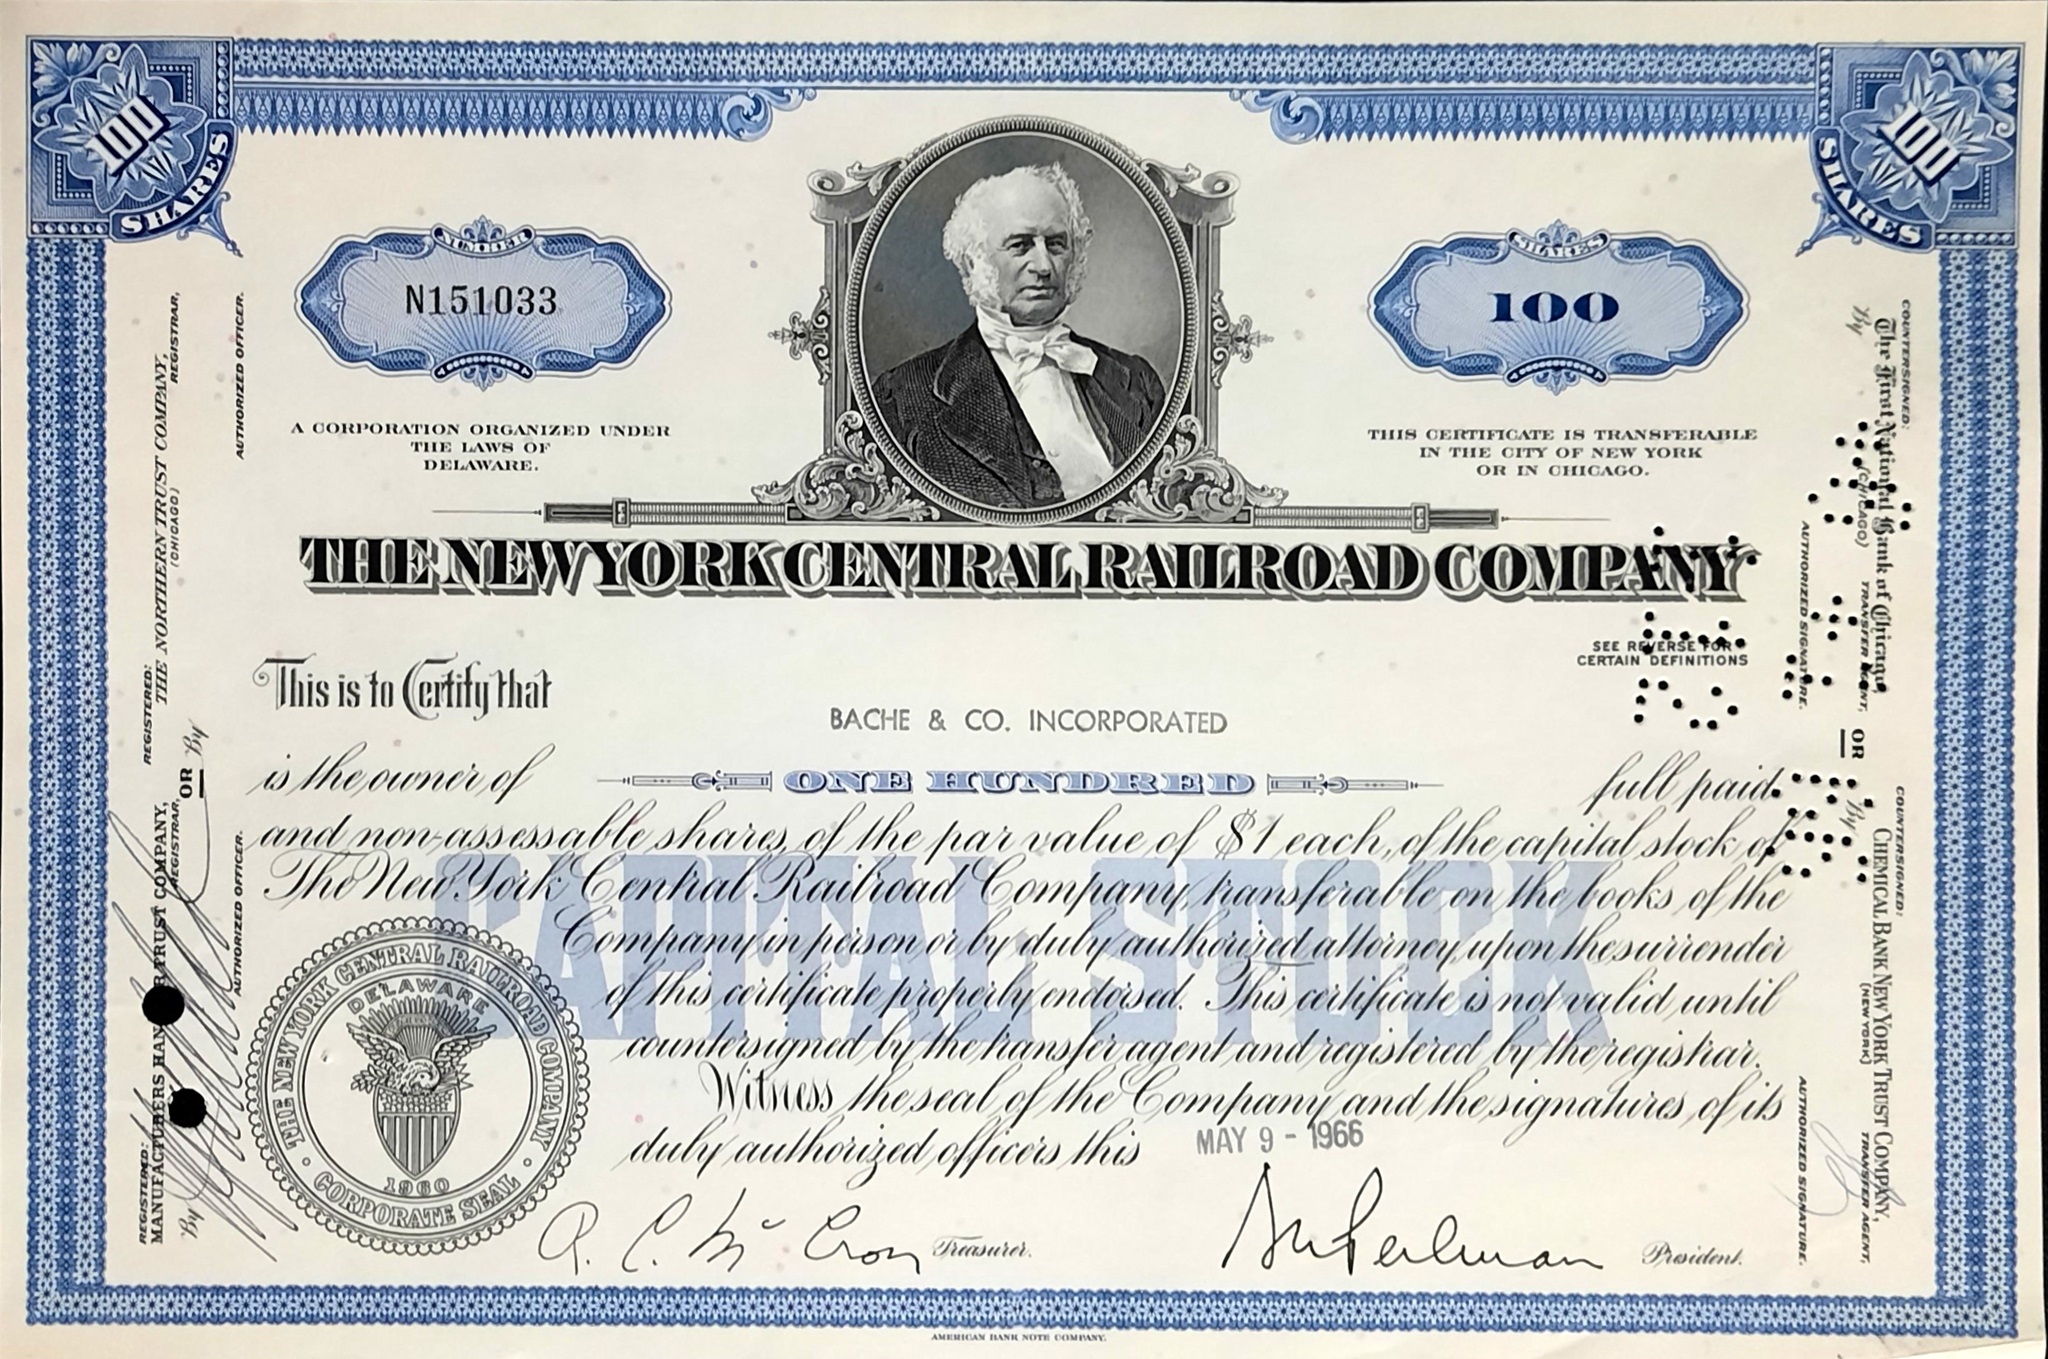 100
SHARES
100
SHARES
NUMBER
N151033
SHARES
100
A CORPORATION ORGANIZED UNDER
THE LAWS OF
DELAWARE.
THIS CERTIFICATE IS TRANSFERABLE
IN THE CITY OF NEW YORK
OR IN CHICAGO.
THE NEW YORK CENTRAL RAILROAD COMPANY
SEE REVERSE FOR
CERTAIN DEFINITIONS
This is to Certify that
BACHE & CO. INCORPORATED
is the owner of
ONE HUNDRED
full paid
and non-assessable shares, of the par value of $1 each, of the capital stock of
The New York Central Railroad Company, transferable on the books of the
Company in person or by duly authorized attorney, upon the surrender
of this certificate properly endorsed. This certificate is not valid until
countersigned by the transfer agent and registered by the registrar.
Witness the seal of the Company and the signatures of its
duly authorized officers this
MAY 9 - 1966
CAPITAL STOCK
THE NEW YORK CENTRAL RAILROAD COMPANY
DELAWARE
1960
CORPORATE SEAL
R. C. McCron
Treasurer.
Perlman
President.
REGISTERED:
THE NORTHERN TRUST COMPANY,
(CHICAGO)
REGISTRAR,
By
AUTHORIZED OFFICER.
OR
REGISTERED:
MANUFACTURERS HANOVER TRUST COMPANY,
REGISTRAR,
By
AUTHORIZED OFFICER.
COUNTERSIGNED:
The First National Bank of Chicago,
(CHICAGO)
TRANSFER AGENT,
By
AUTHORIZED SIGNATURE.
OR
COUNTERSIGNED:
CHEMICAL BANK NEW YORK TRUST COMPANY,
(NEW YORK)
TRANSFER AGENT,
By
AUTHORIZED SIGNATURE.
AMERICAN BANK NOTE COMPANY.